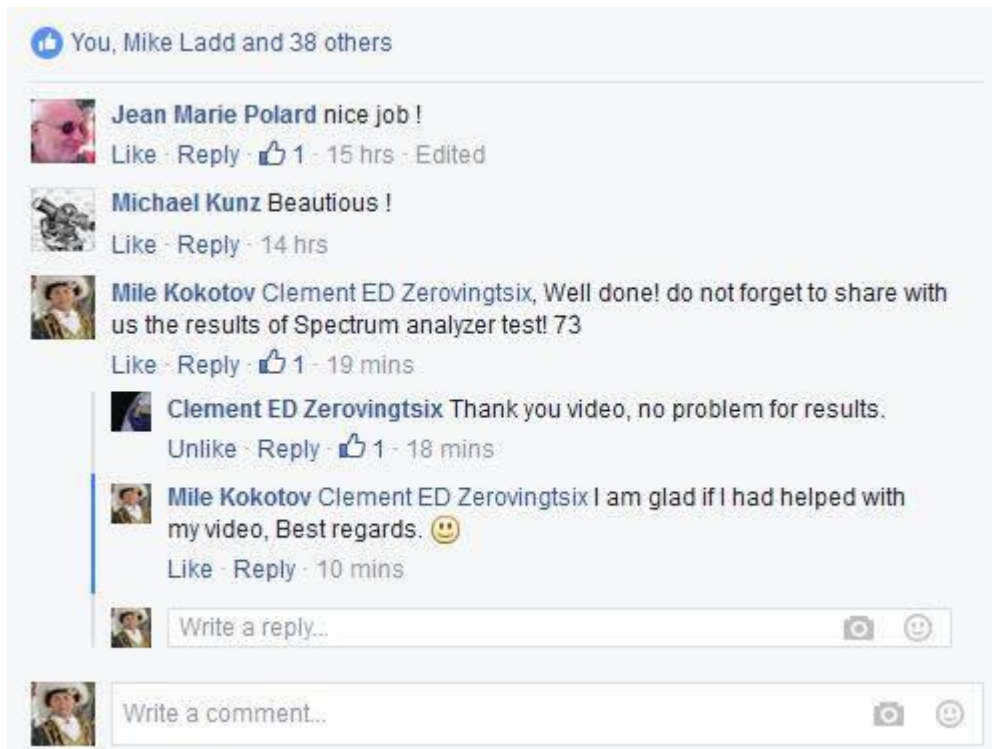 You, Mike Ladd and 38 others
Jean Marie Polard nice job !
Like · Reply · 1 · 15 hrs · Edited
Michael Kunz Beautious !
Like · Reply · 14 hrs
Mile Kokotov Clement ED Zerovingtsix, Well done! do not forget to share with
us the results of Spectrum analyzer test! 73
Like · Reply · 1 · 19 mins
Clement ED Zerovingtsix Thank you video, no problem for results.
Unlike · Reply · 1 · 18 mins
Mile Kokotov Clement ED Zerovingtsix I am glad if I had helped with
my video, Best regards.
Like · Reply · 10 mins
Write a reply...
Write a comment...